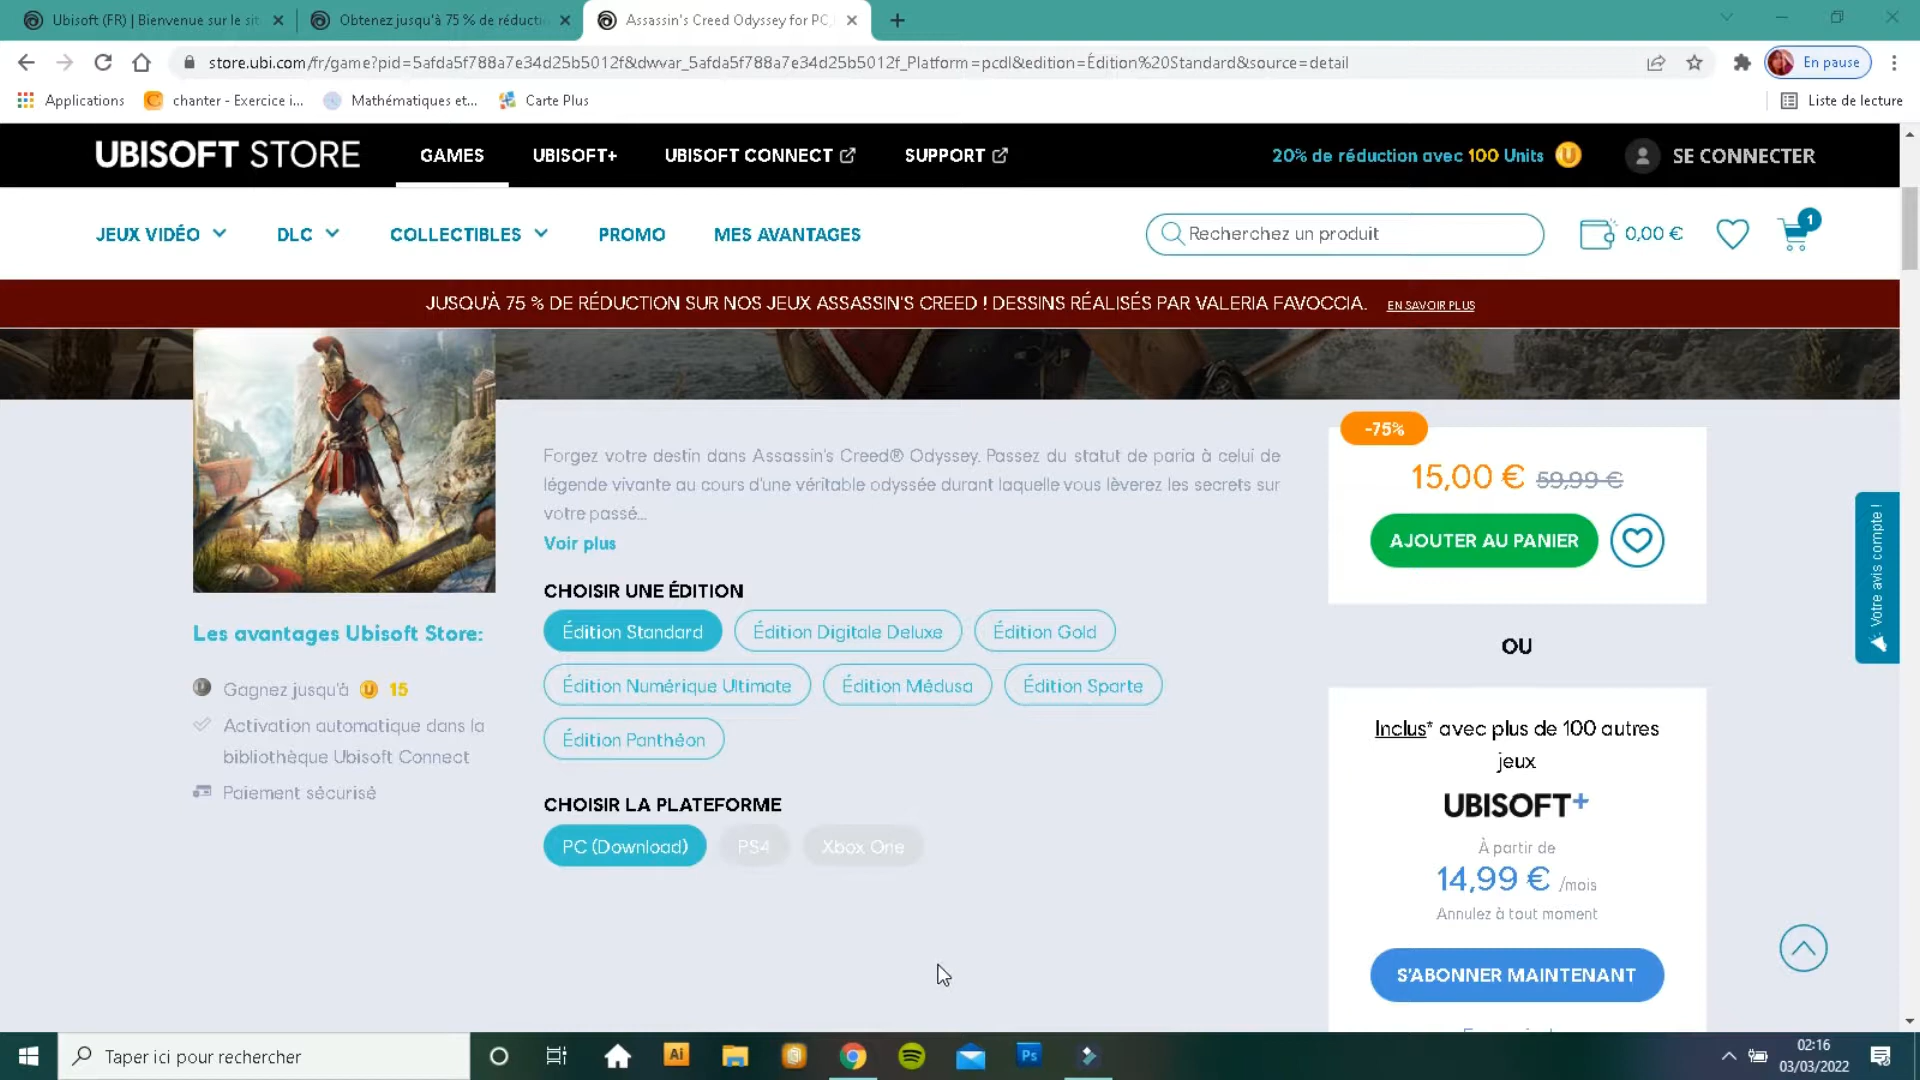 Ubisoft (FR) | Bienvenue sur le sit
Obtenez jusqu'à 75 % de réducti
Assassin's Creed Odyssey for PC,
store.ubi.com/fr/game?pid=5afda5f788a7e34d25b5012f&dwvar_5afda5f788a7e34d25b5012f_Platform=pcdl&edition=Édition%20Standard&source=detail
En pause
Applications
chanter - Exercice i...
Mathématiques et...
Carte Plus
Liste de lecture
UBISOFT STORE
GAMES
UBISOFT+
UBISOFT CONNECT
SUPPORT
20% de réduction avec 100 Units
SE CONNECTER
JEUX VIDÉO
DLC
COLLECTIBLES
PROMO
MES AVANTAGES
Recherchez un produit
0,00 €
1
JUSQU'À 75 % DE RÉDUCTION SUR NOS JEUX ASSASSIN'S CREED ! DESSINS RÉALISÉS PAR VALERIA FAVOCCIA. EN SAVOIR PLUS
Forgez votre destin dans Assassin's Creed® Odyssey. Passez du statut de paria à celui de
légende vivante au cours d'une véritable odyssée durant laquelle vous lèverez les secrets sur
votre passé...
Voir plus
CHOISIR UNE ÉDITION
Édition Standard
Édition Digitale Deluxe
Édition Gold
Édition Numérique Ultimate
Édition Médusa
Édition Sparte
Édition Panthéon
CHOISIR LA PLATEFORME
PC (Download)
PS4
Xbox One
Les avantages Ubisoft Store:
Gagnez jusqu'à 15
Activation automatique dans la
bibliothèque Ubisoft Connect
Paiement sécurisé
-75%
15,00 € 59,99 €
AJOUTER AU PANIER
OU
Inclus* avec plus de 100 autres
jeux
UBISOFT+
À partir de
14,99 € /mois
Annulez à tout moment
S'ABONNER MAINTENANT
Votre avis compte !
Taper ici pour rechercher
Ai
Ps
02:16
03/03/2022